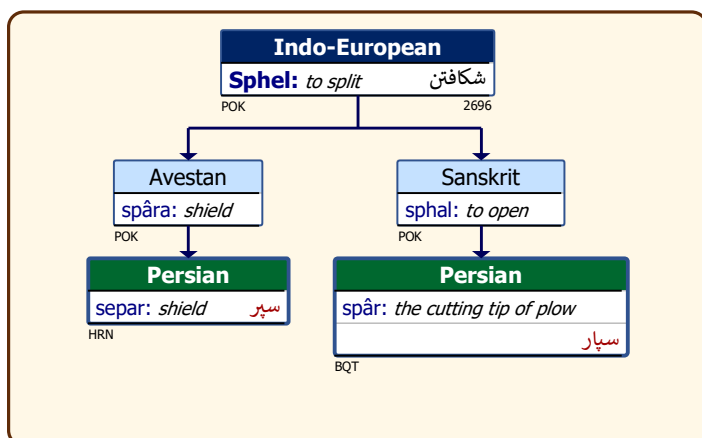 Indo-European
Sphel: to split شکافتن
POK 2696
Avestan Sanskrit
spâra: shield sphal: to open
POK POK
Persian Persian
separ: shield سپر spâr: the cutting tip of plow
سپار
HRN
BQT